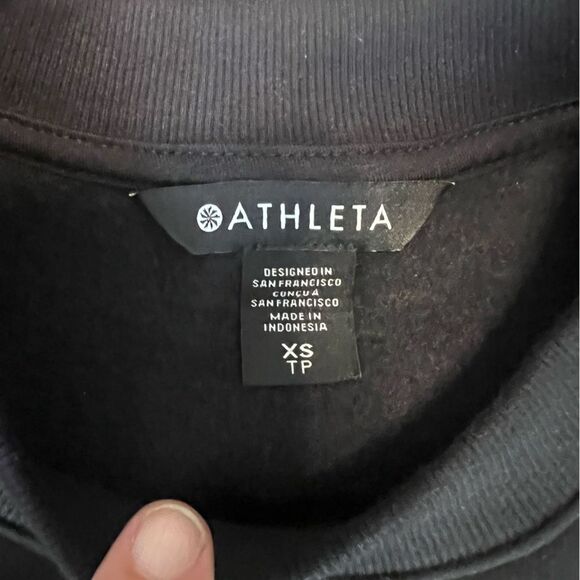 ATHLETA
DESIGNED IN
SAN FRANCISCO
CONÇU À
SAN FRANCISCO
MADE IN
INDONESIA
XS
TP